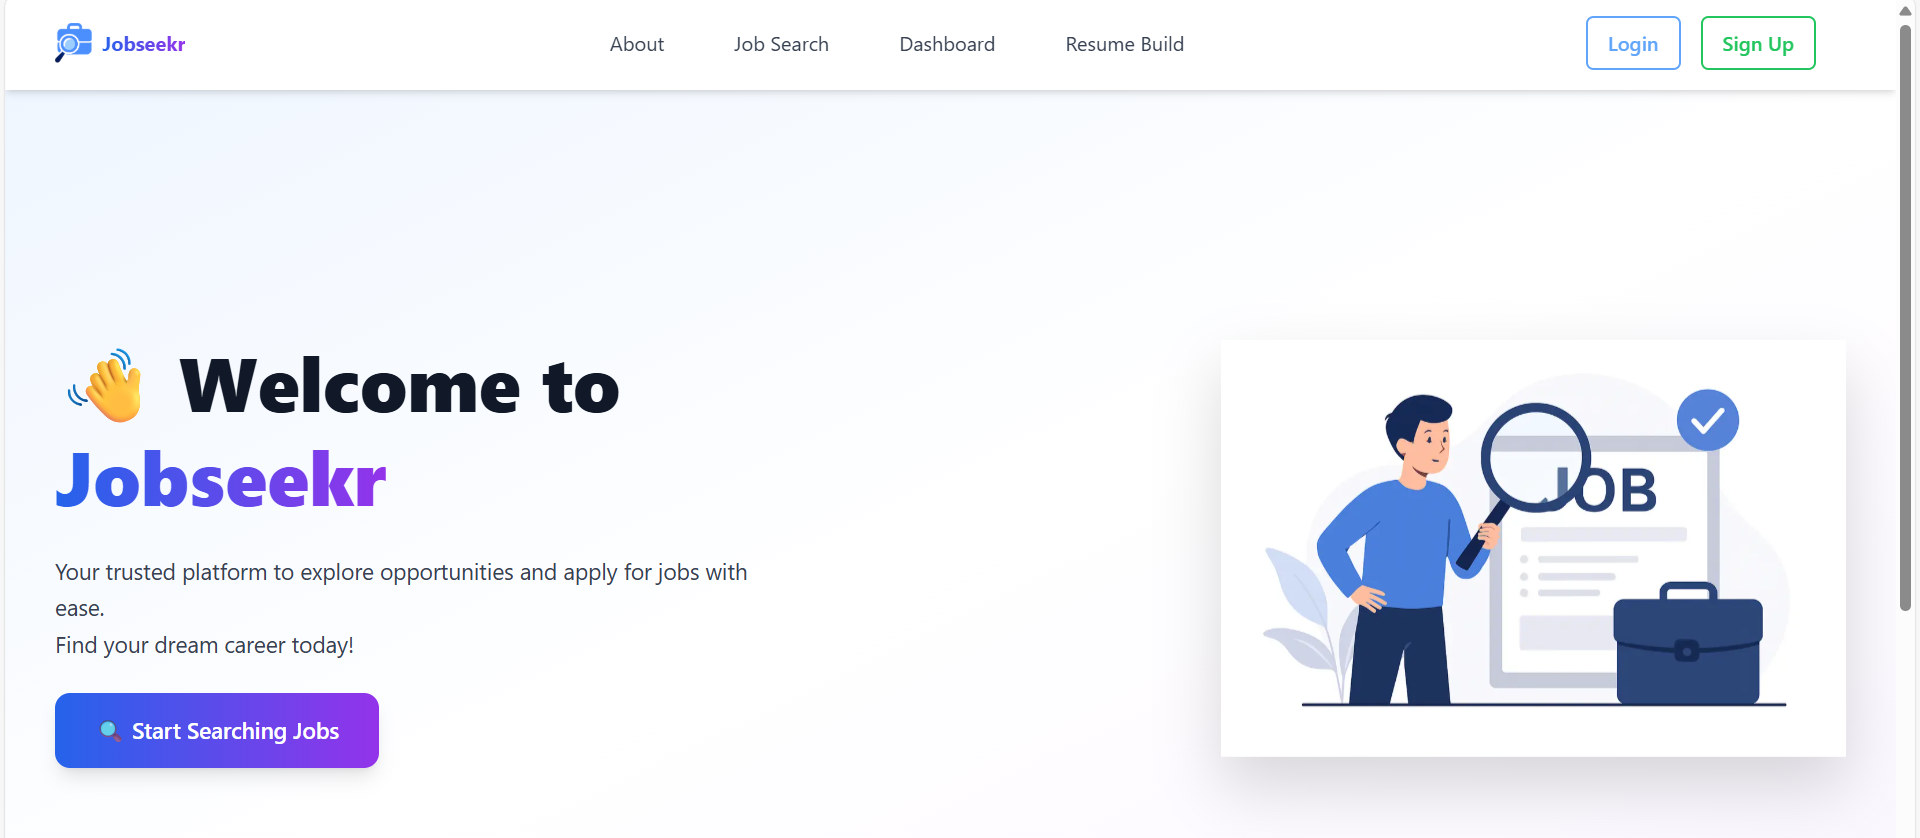 Jobseekr
About
Job Search
Dashboard
Resume Build
Login
Sign Up
👋 Welcome to
Jobseekr
Your trusted platform to explore opportunities and apply for jobs with
ease.
Find your dream career today!
🔍 Start Searching Jobs
JOB